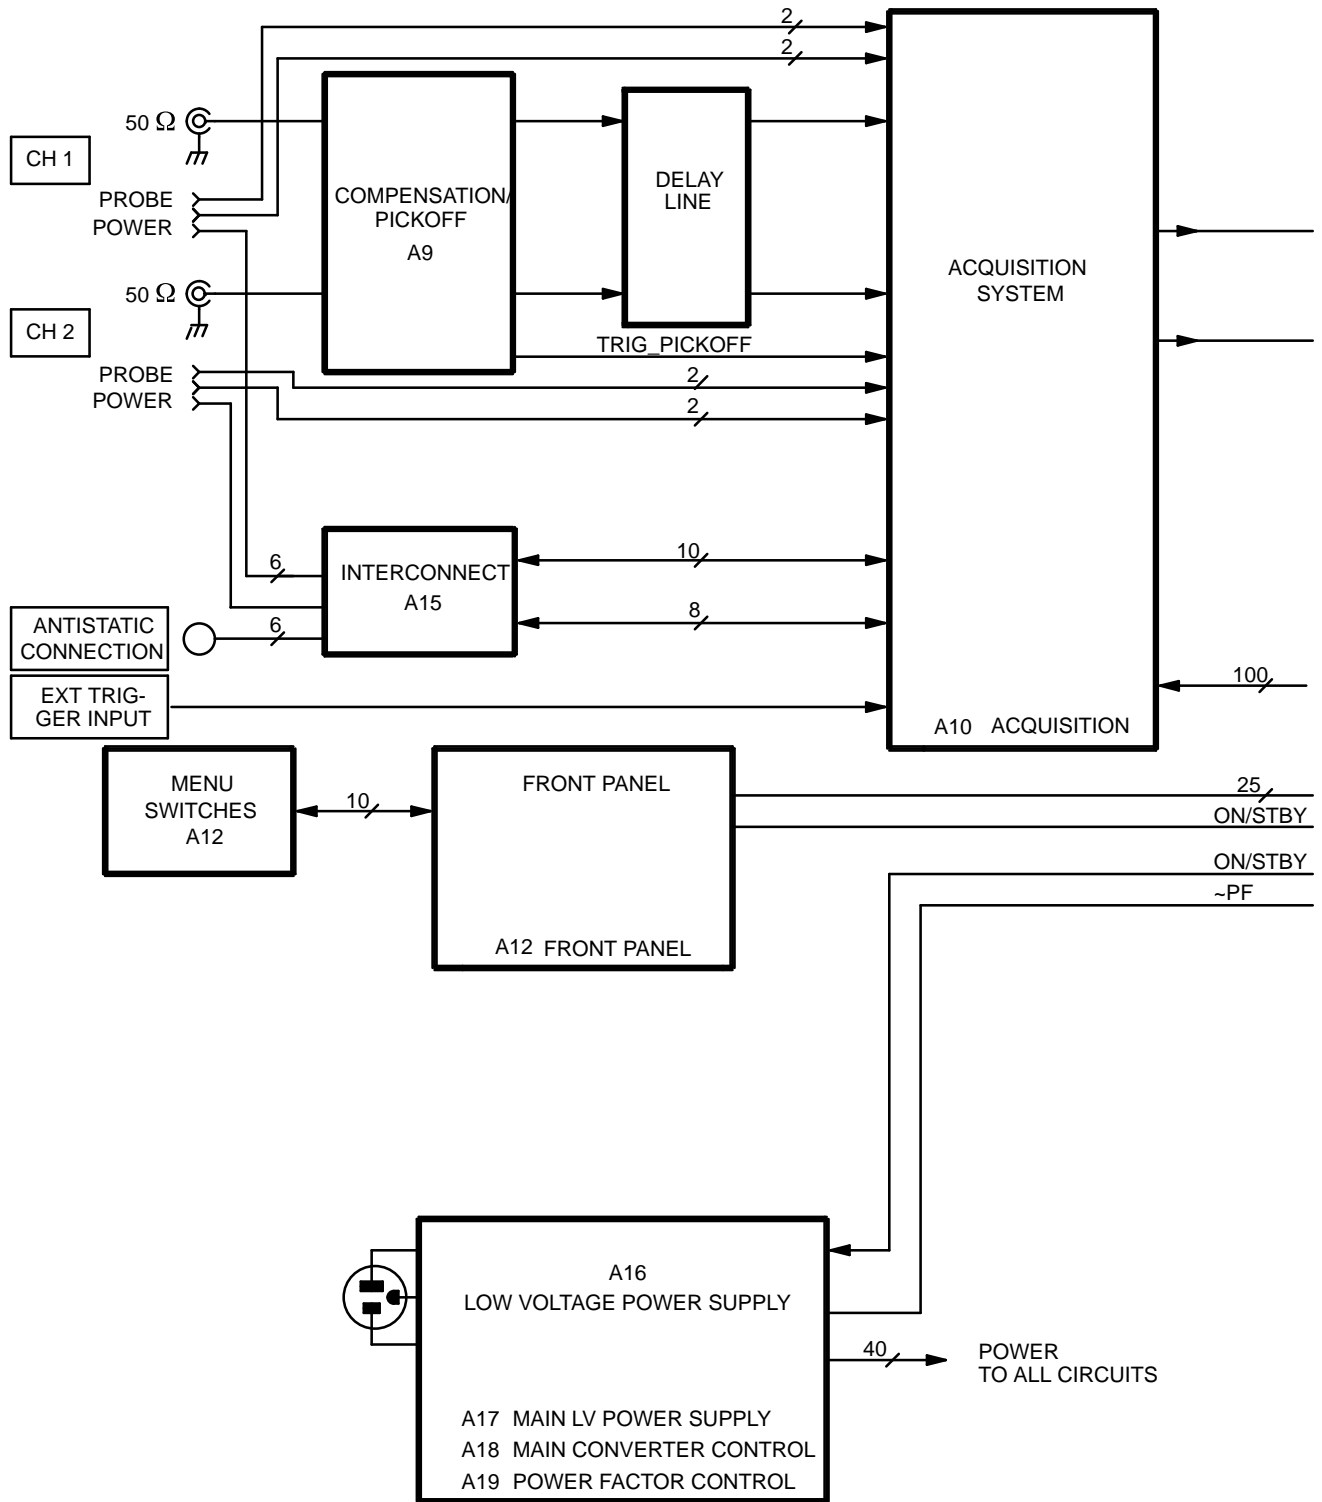 2
2
50 Ω
CH 1
PROBE
POWER
COMPENSATION/
PICKOFF
A9
DELAY
LINE
ACQUISITION
SYSTEM
50 Ω
CH 2
PROBE
POWER
TRIG_PICKOFF
2
2
6
INTERCONNECT
A15
10
8
ANTISTATIC
CONNECTION
6
EXT TRIG-
GER INPUT
100
A10 ACQUISITION
MENU
SWITCHES
A12
10
FRONT PANEL
A12 FRONT PANEL
25
ON/STBY
ON/STBY
~PF
A16
LOW VOLTAGE POWER SUPPLY
40
POWER
TO ALL CIRCUITS
A17 MAIN LV POWER SUPPLY
A18 MAIN CONVERTER CONTROL
A19 POWER FACTOR CONTROL